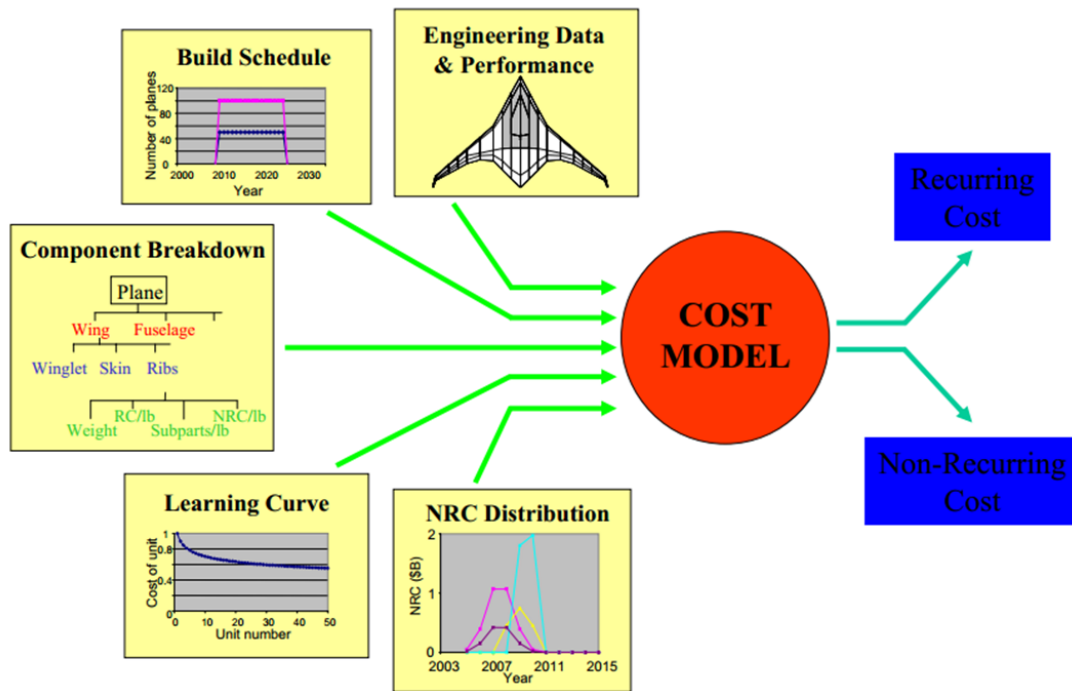 Build Schedule
120
80
40
0
Number of planes
2000 2010 2020 2030
Year
Engineering Data
& Performance
Component Breakdown
Plane
Wing Fuselage
Winglet Skin Ribs
RC/lb NRC/lb
Weight Subparts/lb
Learning Curve
1
0.8
0.4
0
Cost of unit
0 10 20 30 40 50
Unit number
NRC Distribution
2
1
0
NRC ($B)
2003 2007 2011 2015
Year
COST
MODEL
Recurring
Cost
Non-Recurring
Cost